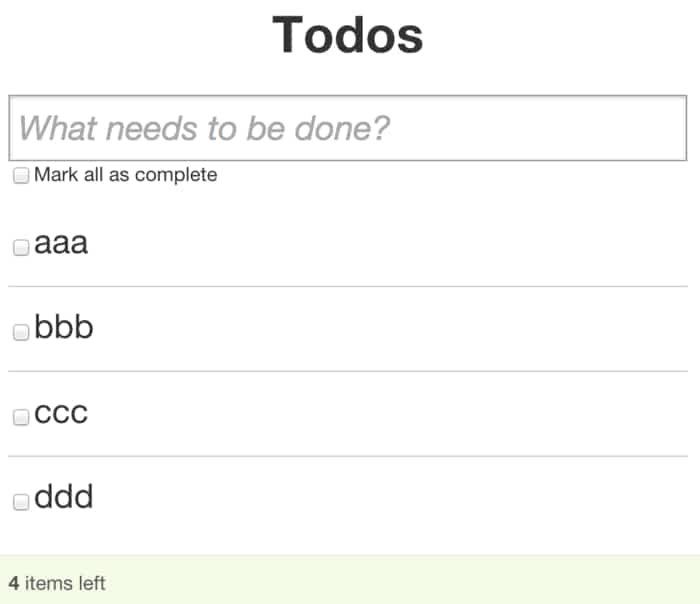 Todos
What needs to be done?
Mark all as complete
aaa
bbb
ccc
ddd
4 items left